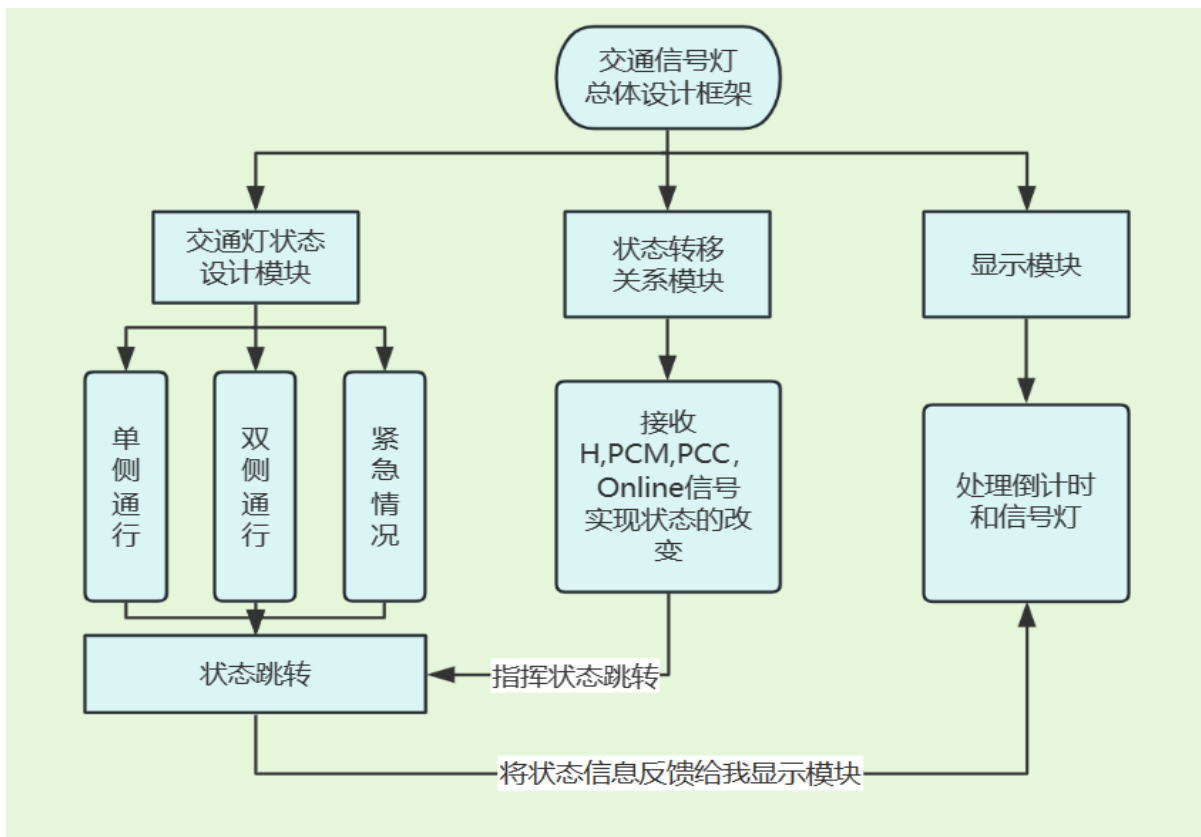 交通信号灯
总体设计框架
交通灯状态
设计模块
状态转移
关系模块
显示模块
单
侧
通
行
双
侧
通
行
紧
急
情
况
接收
H,PCM,PCC，
Online信号
实现状态的改
变
处理倒计时
和信号灯
状态跳转
指挥状态跳转
将状态信息反馈给我显示模块